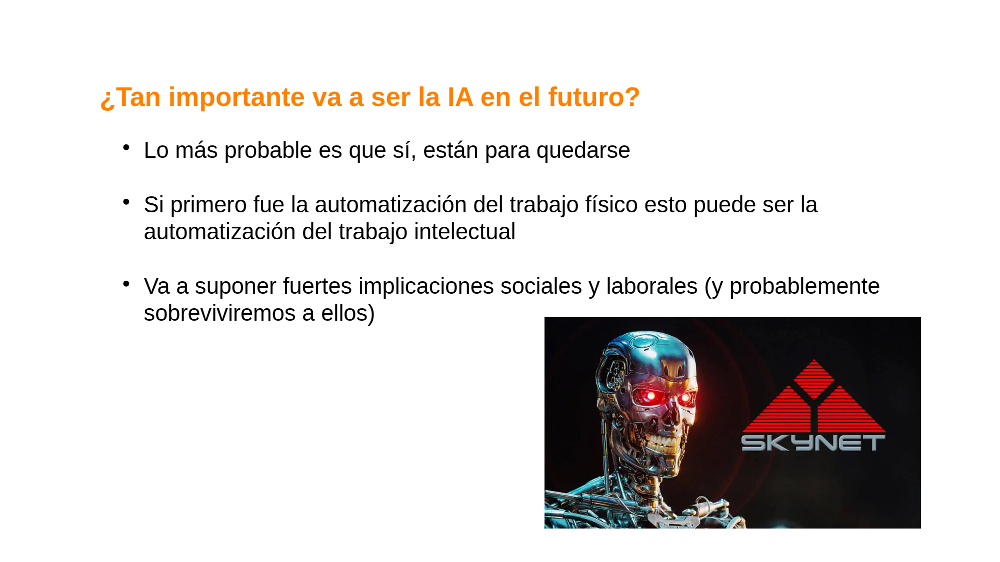 ¿Tan importante va a ser la IA en el futuro?
• Lo más probable es que sí, están para quedarse
• Si primero fue la automatización del trabajo físico esto puede ser la
automatización del trabajo intelectual
• Va a suponer fuertes implicaciones sociales y laborales (y probablemente
sobreviviremos a ellos)
SKYNET